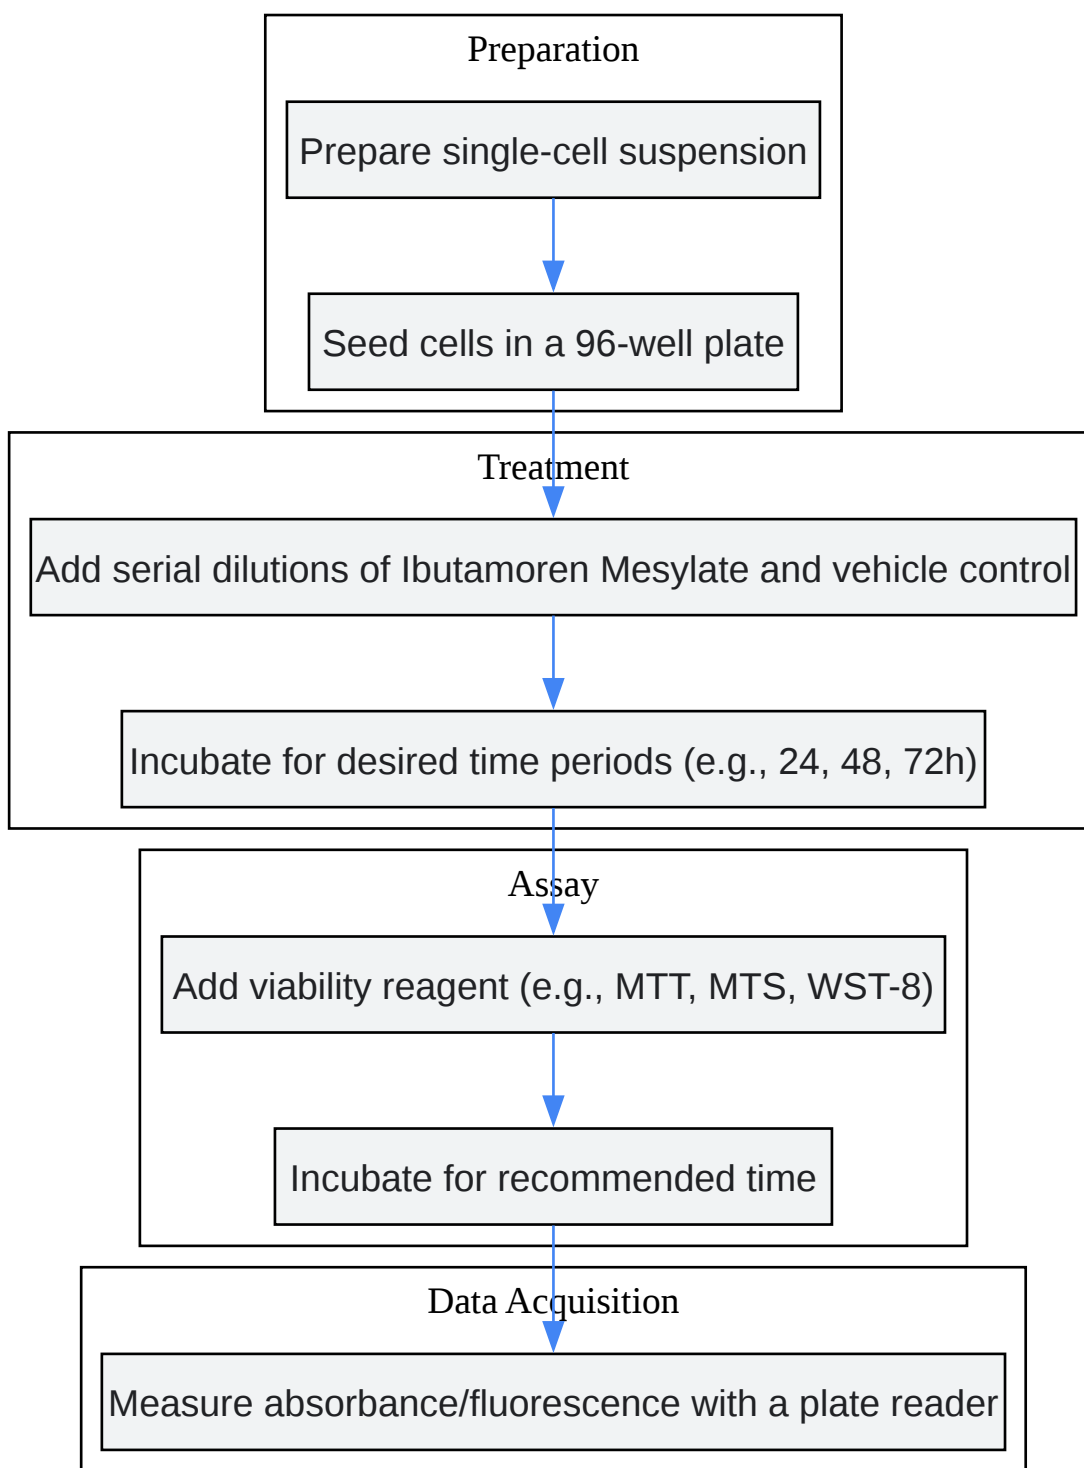 Preparation
Prepare single-cell suspension
Seed cells in a 96-well plate
Treatment
Add serial dilutions of Ibutamoren Mesylate and vehicle control
Incubate for desired time periods (e.g., 24, 48, 72h)
Assay
Add viability reagent (e.g., MTT, MTS, WST-8)
Incubate for recommended time
Data Acquisition
Measure absorbance/fluorescence with a plate reader